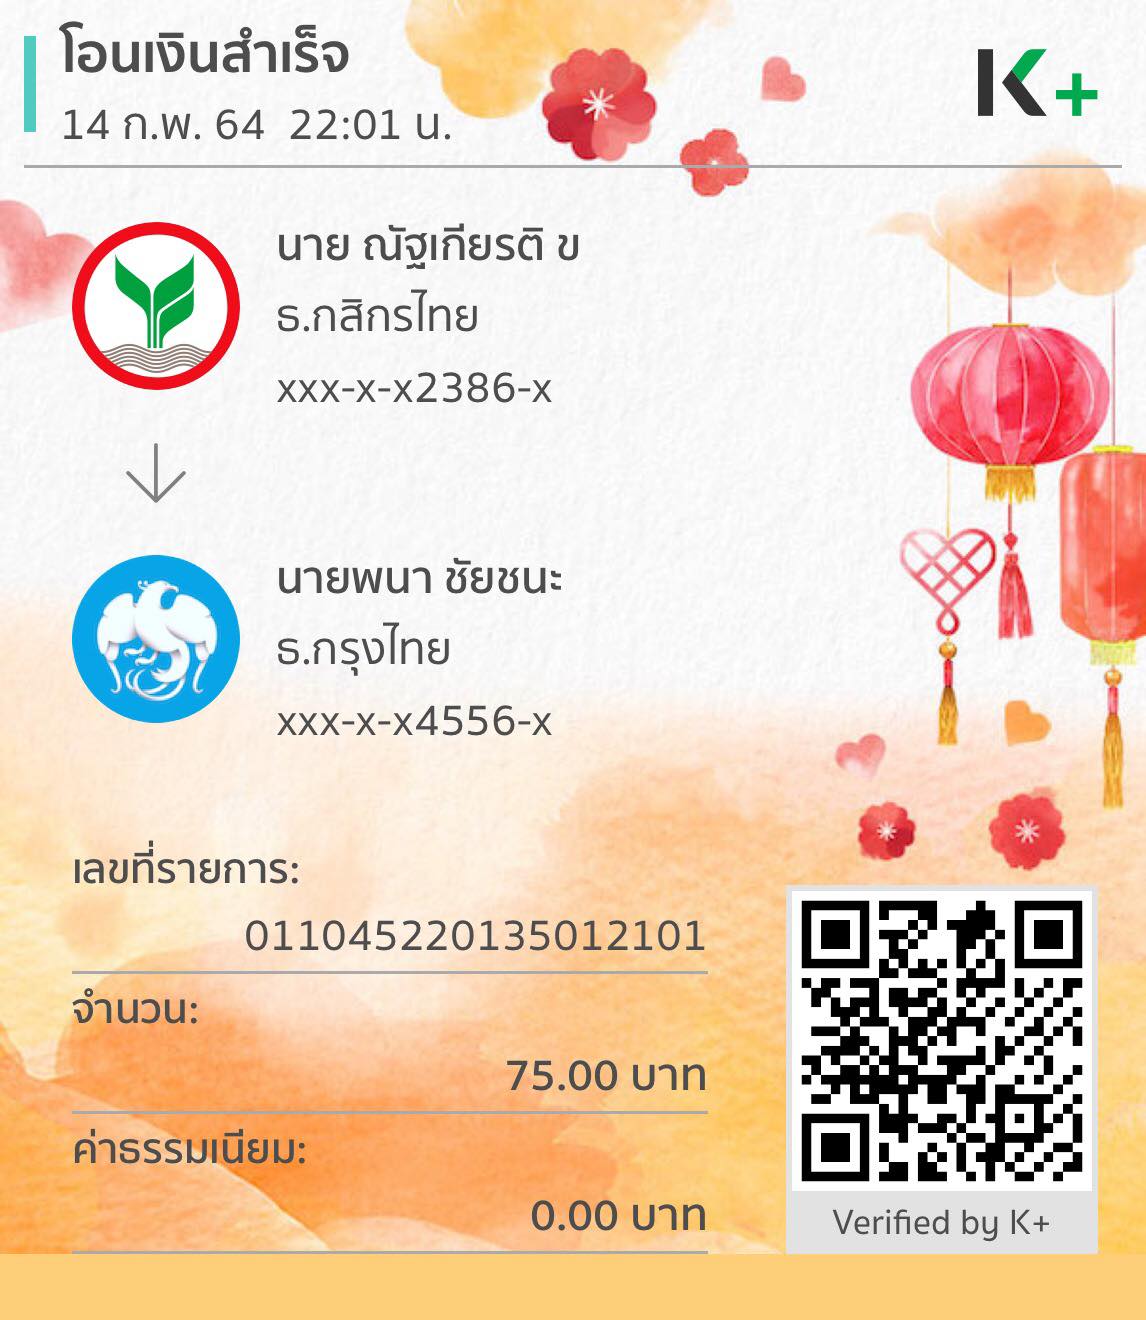 โอนเงินสำเร็จ
14 ก.พ. 64 22:01 น.
K+
นาย ณัฐเกียรติ ข
ธ.กสิกรไทย
xxx-x-x2386-x
นายพนา ชัยชนะ
ธ.กรุงไทย
xxx-x-x4556-x
เลขที่รายการ:
011045220135012101
จำนวน:
75.00 บาท
ค่าธรรมเนียม:
0.00 บาท
Verified by K+